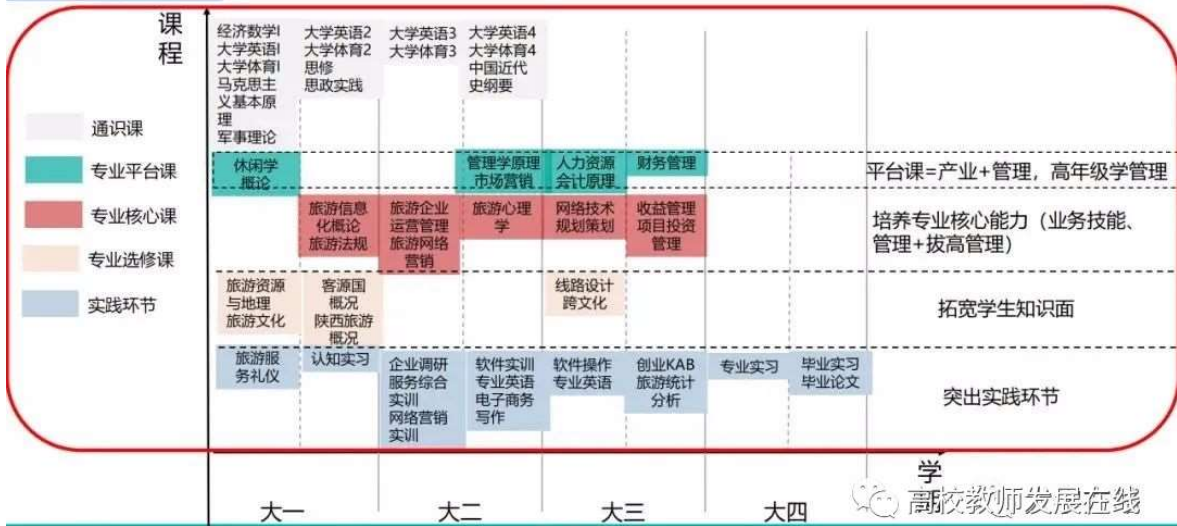 课程
经济数学I
大学英语I
大学体育I
马克思主
义基本原
理
军事理论
大学英语2
大学体育2
思修
思政实践
大学英语3
大学体育3
大学英语4
大学体育4
中国近代
史纲要
通识课
专业平台课
休闲学
概论
管理学原理
市场营销
人力资源
会计原理
财务管理
平台课=产业+管理，高年级学管理
专业核心课
旅游信息
化概论
旅游法规
旅游企业
运营管理
旅游网络
营销
旅游心理
学
网络技术
规划策划
收益管理
项目投资
管理
培养专业核心能力（业务技能、
管理+拔高管理）
专业选修课
旅游资源
与地理
旅游文化
客源国
概况
陕西旅游
概况
线路设计
跨文化
拓宽学生知识面
实践环节
旅游服
务礼仪
认知实习
企业调研
服务综合
实训
网络营销
实训
软件实训
专业英语
电子商务
写作
软件操作
专业英语
创业KAB
旅游统计
分析
专业实习
毕业实习
毕业论文
突出实践环节
学期
大一
大二
大三
大四
高校教师发展在线